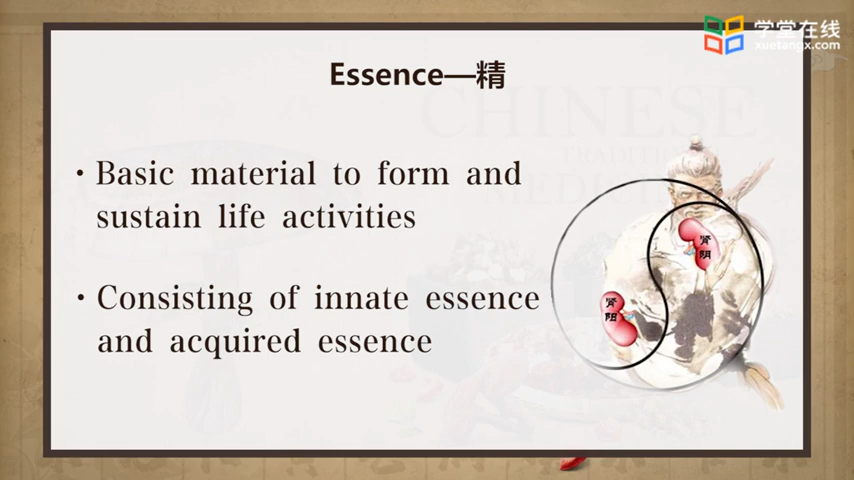 学堂在线
xuetangx.com
Essence—精
CHINESE
• Basic material to form and
sustain life activities
• Consisting of innate essence
and acquired essence
肾
阴
肾
阳